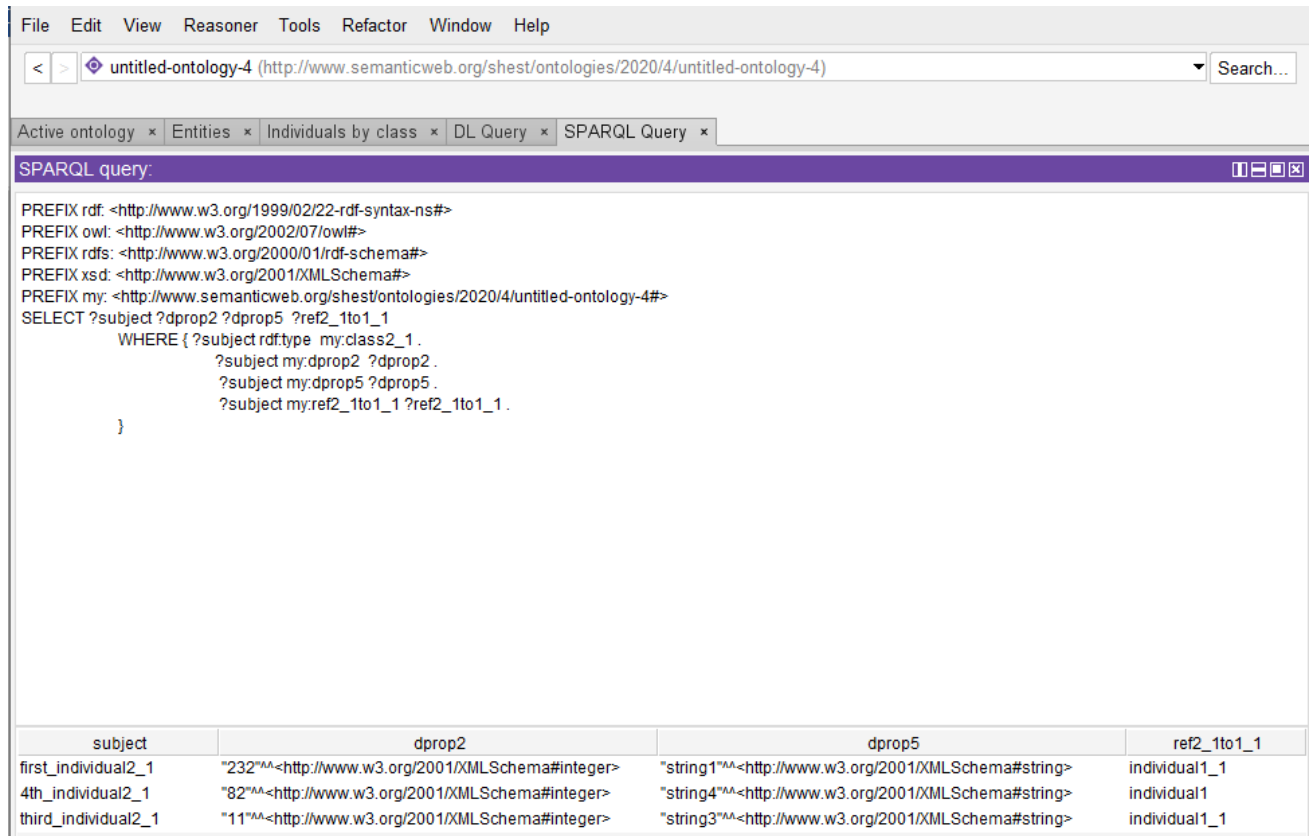 File Edit View Reasoner Tools Refactor Window Help
< > untitled-ontology-4 (http://www.semanticweb.org/shest/ontologies/2020/4/untitled-ontology-4) Search...
Active ontology × Entities × Individuals by class × DL Query × SPARQL Query ×
SPARQL query:
PREFIX rdf: <http://www.w3.org/1999/02/22-rdf-syntax-ns#>
PREFIX owl: <http://www.w3.org/2002/07/owl#>
PREFIX rdfs: <http://www.w3.org/2000/01/rdf-schema#>
PREFIX xsd: <http://www.w3.org/2001/XMLSchema#>
PREFIX my: <http://www.semanticweb.org/shest/ontologies/2020/4/untitled-ontology-4#>
SELECT ?subject ?dprop2 ?dprop5 ?ref2_1to1_1
WHERE { ?subject rdf:type my:class2_1 .
?subject my:dprop2 ?dprop2 .
?subject my:dprop5 ?dprop5 .
?subject my:ref2_1to1_1 ?ref2_1to1_1 .
}
subject dprop2 dprop5 ref2_1to1_1
first_individual2_1 "232"^^<http://www.w3.org/2001/XMLSchema#integer> "string1"^^<http://www.w3.org/2001/XMLSchema#string> individual1_1
4th_individual2_1 "82"^^<http://www.w3.org/2001/XMLSchema#integer> "string4"^^<http://www.w3.org/2001/XMLSchema#string> individual1
third_individual2_1 "11"^^<http://www.w3.org/2001/XMLSchema#integer> "string3"^^<http://www.w3.org/2001/XMLSchema#string> individual1_1